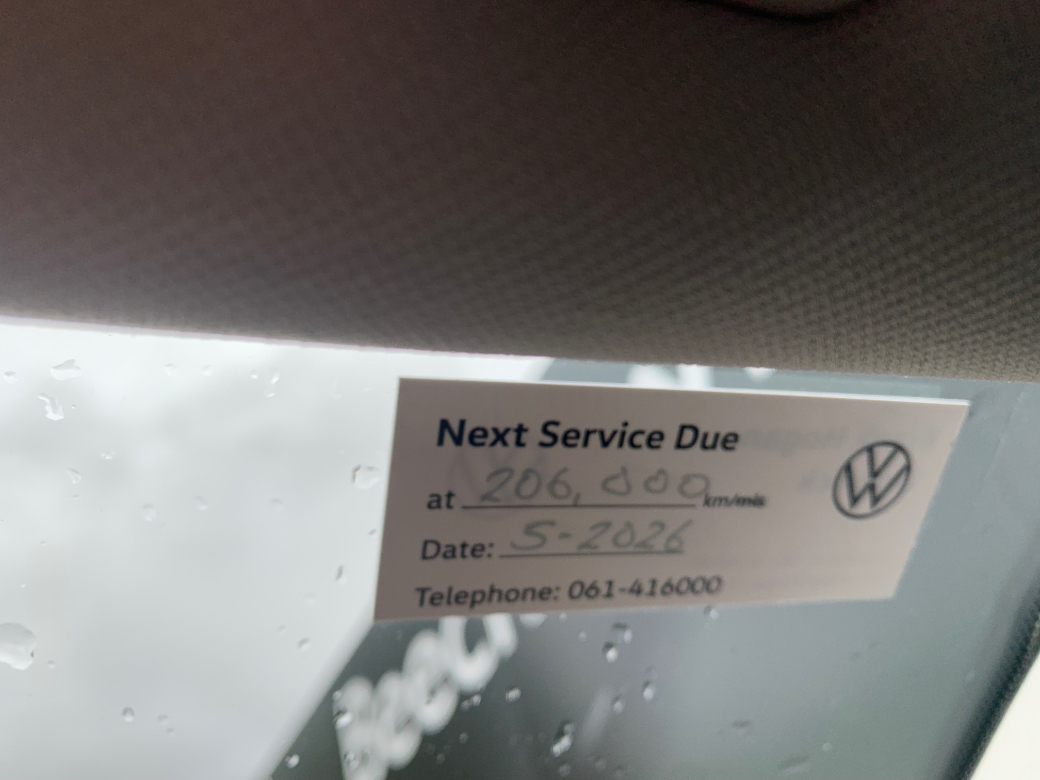 Next Service Due
at 206,000 km/mls
Date: 5-2026
Telephone: 061-416000